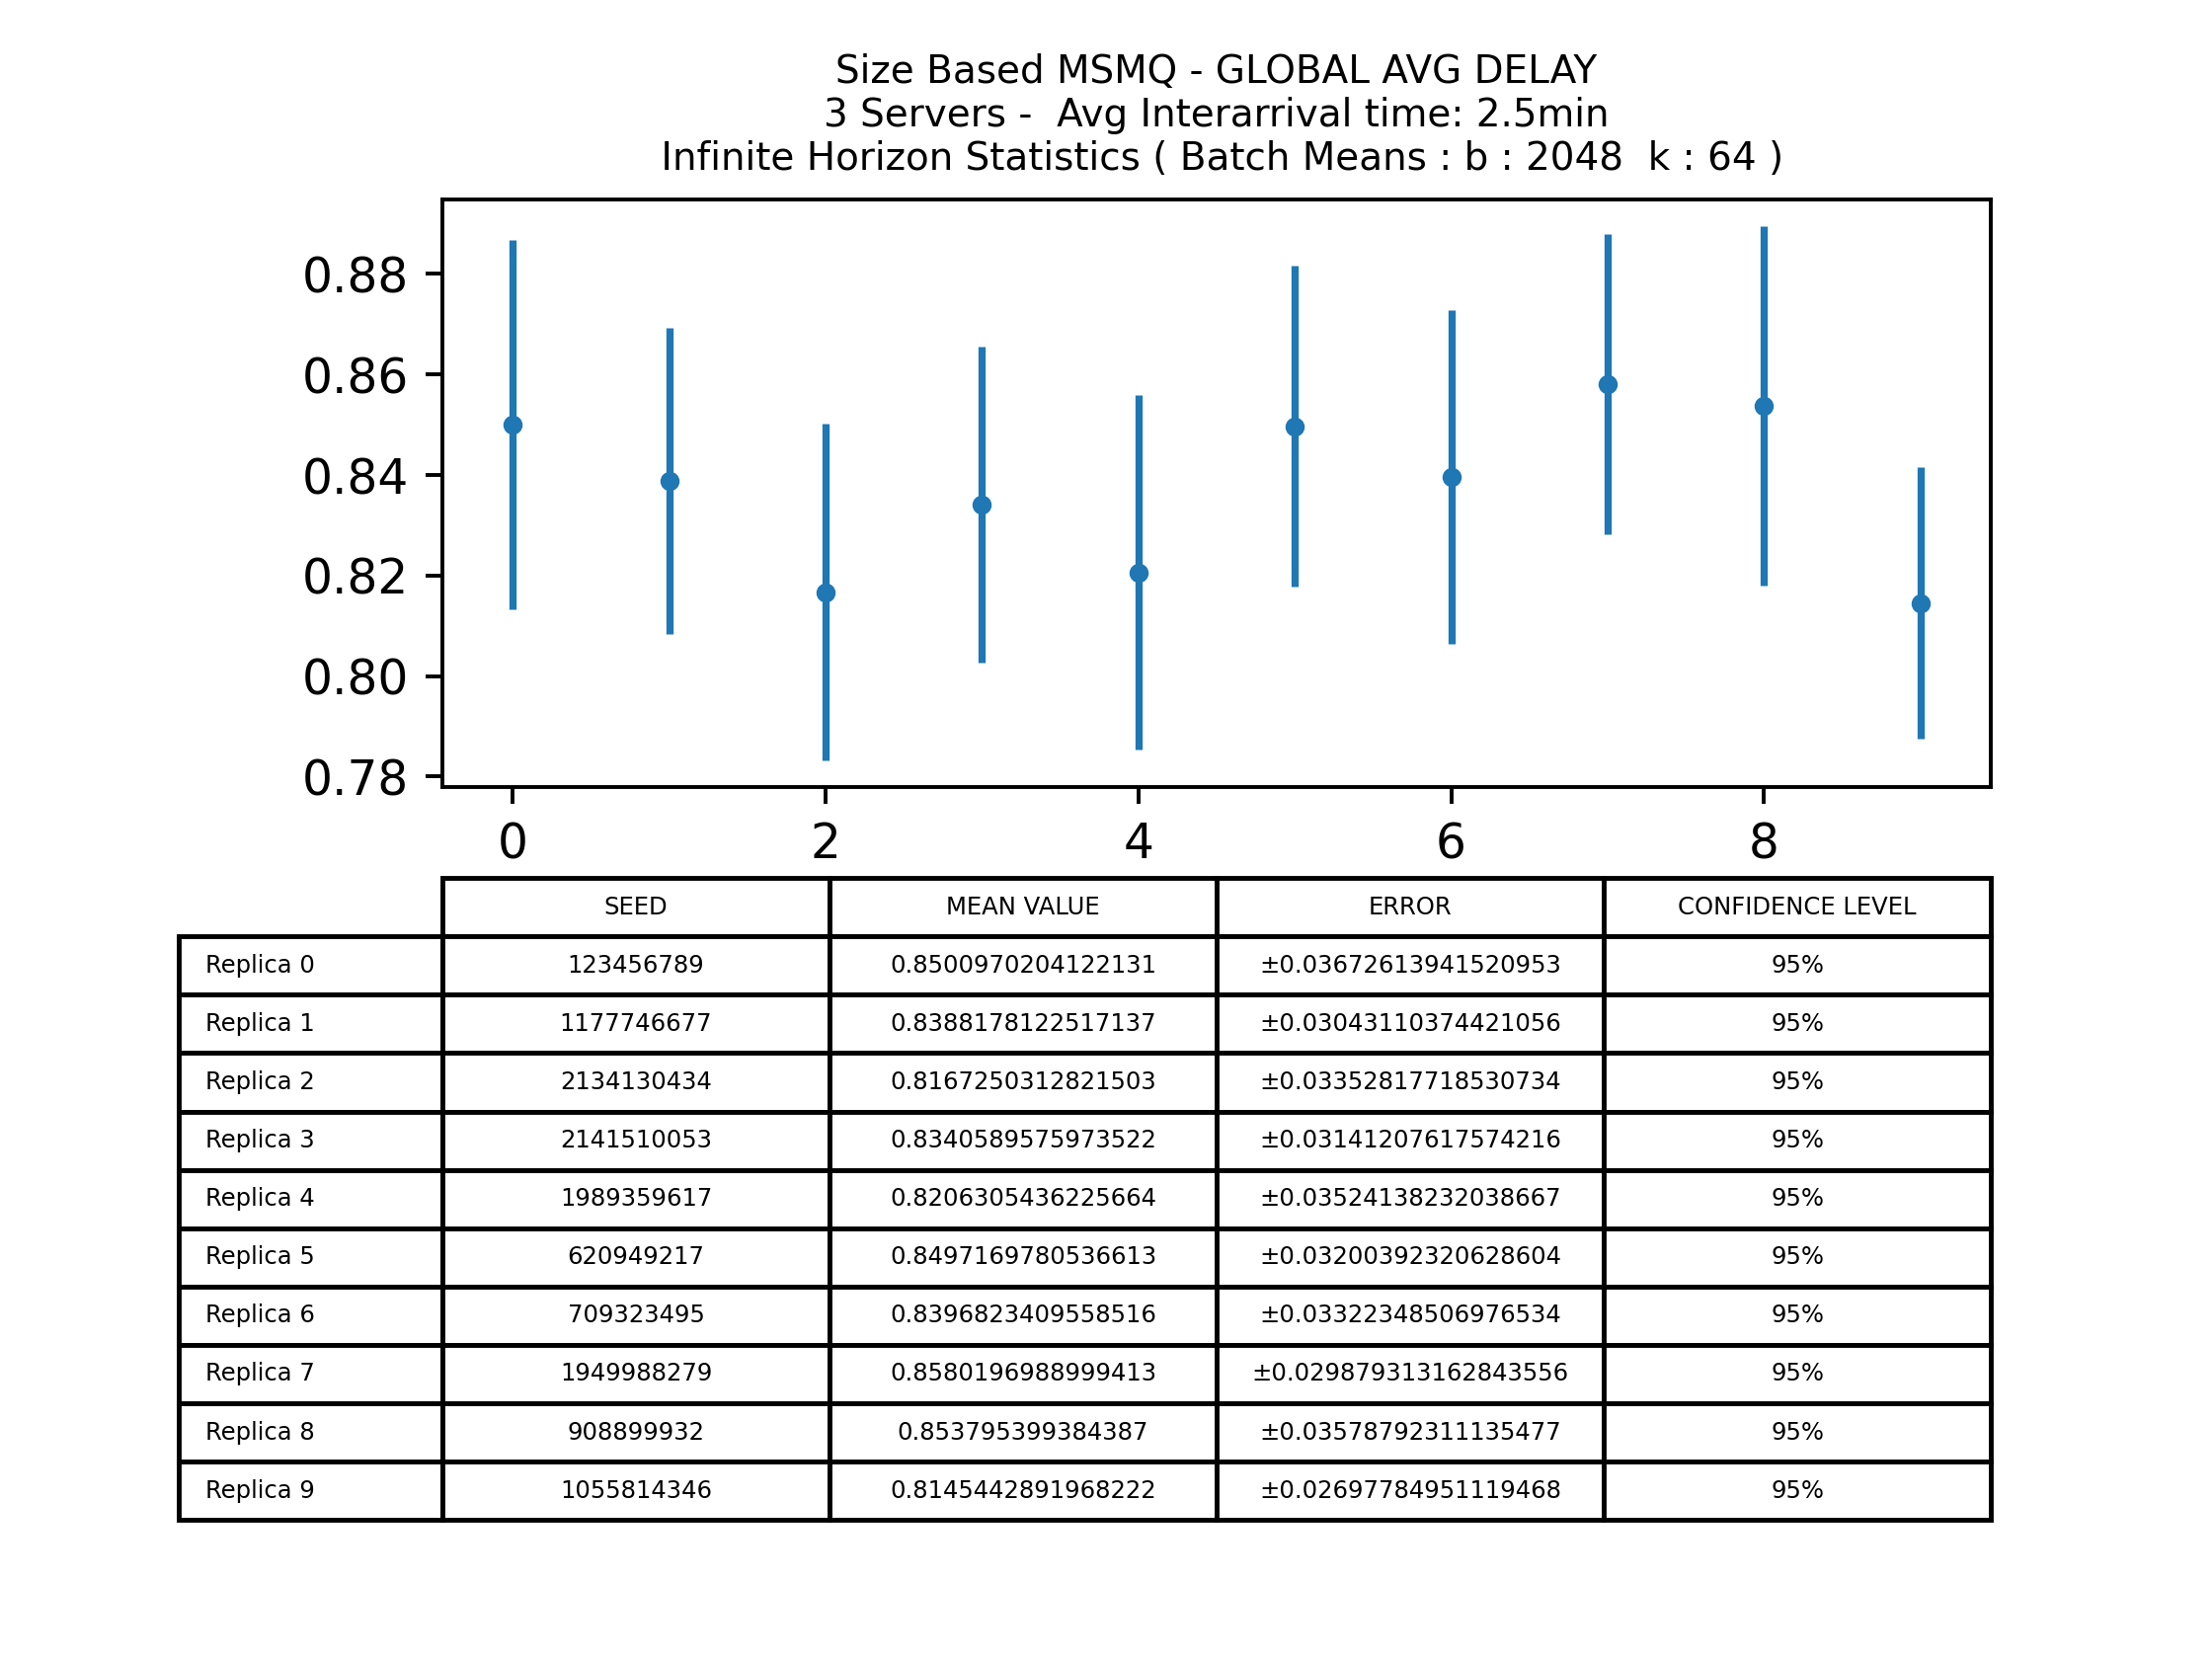 Size Based MSMQ - GLOBAL AVG DELAY
3 Servers -  Avg Interarrival time: 2.5min
Infinite Horizon Statistics ( Batch Means : b : 2048  k : 64 )
0.88
0.86
0.84
0.82
0.80
0.78
0 2 4 6 8
SEED MEAN VALUE ERROR CONFIDENCE LEVEL
Replica 0 123456789 0.8500970204122131 ±0.03672613941520953 95%
Replica 1 1177746677 0.8388178122517137 ±0.03043110374421056 95%
Replica 2 2134130434 0.8167250312821503 ±0.03352817718530734 95%
Replica 3 2141510053 0.8340589575973522 ±0.03141207617574216 95%
Replica 4 1989359617 0.8206305436225664 ±0.03524138232038667 95%
Replica 5 620949217 0.8497169780536613 ±0.03200392320628604 95%
Replica 6 709323495 0.8396823409558516 ±0.03322348506976534 95%
Replica 7 1949988279 0.8580196988999413 ±0.029879313162843556 95%
Replica 8 908899932 0.853795399384387 ±0.03578792311135477 95%
Replica 9 1055814346 0.8145442891968222 ±0.02697784951119468 95%